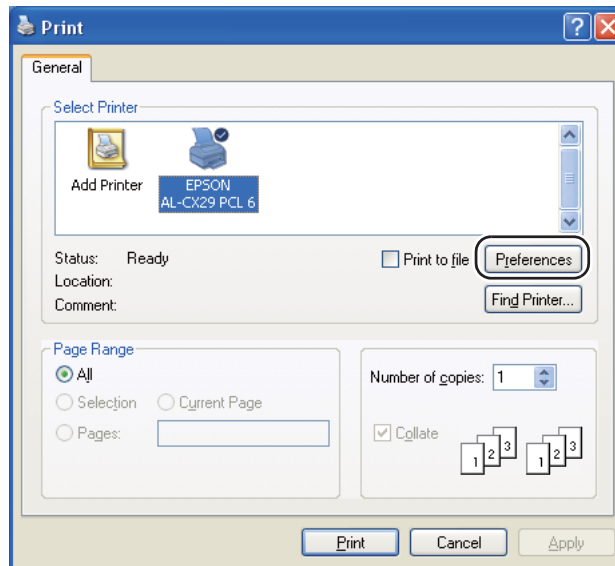 Print
General
Select Printer
Add Printer
EPSON
AL-CX29 PCL 6
Status: Ready
Print to file
Preferences
Location:
Comment:
Find Printer...
Page Range
All
Selection
Current Page
Pages:
Number of copies: 1
Collate
1 2 3 1 2 3
Print
Cancel
Apply